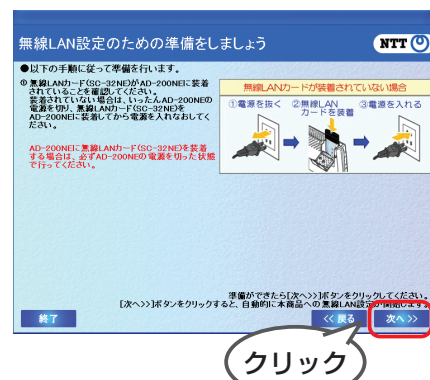 無線LAN設定のための準備をしましょう
NTT
●以下の手順に従って準備を行います。
① 無線LANカード(SC-32NE)がAD-200NEに装着
されていることを確認してください。
装着されていない場合は、いったんAD-200NEの
電源を切り、無線LANカード(SC-32NE)を
AD-200NEに装着してから電源を入れなおしてく
ださい。
AD-200NEに無線LANカード(SC-32NE)を装着
する場合は、必ずAD-200NEの電源を切った状態
で行ってください。
無線LANカードが装着されていない場合
①電源を抜く ②無線LAN
カードを装着
③電源を入れる
準備ができたら[次へ>>]ボタンをクリックしてください。
[次へ>>]ボタンをクリックすると、自動的に本商品への無線LAN設定が開始します。
終了
<< 戻る
次へ >>
クリック